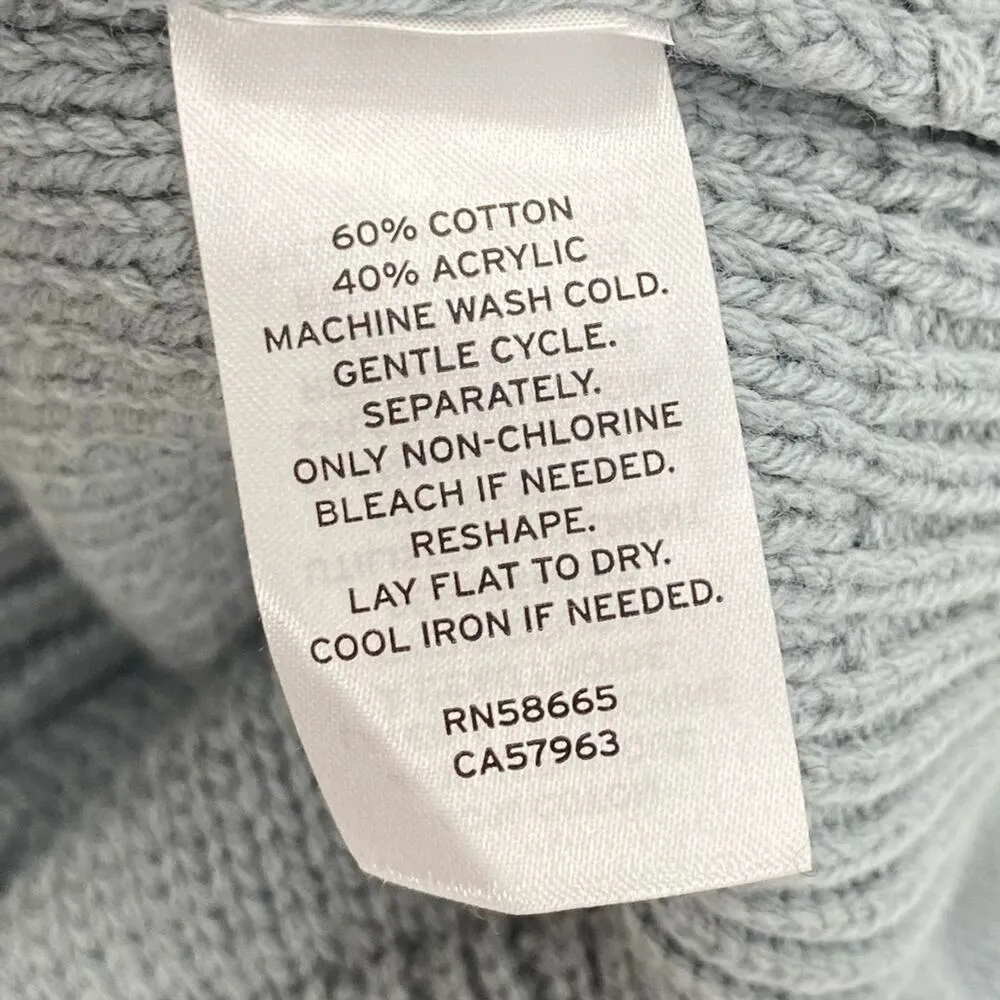 60% COTTON
40% ACRYLIC
MACHINE WASH COLD.
GENTLE CYCLE.
SEPARATELY.
ONLY NON-CHLORINE
BLEACH IF NEEDED.
RESHAPE.
LAY FLAT TO DRY.
COOL IRON IF NEEDED.
RN58665
CA57963